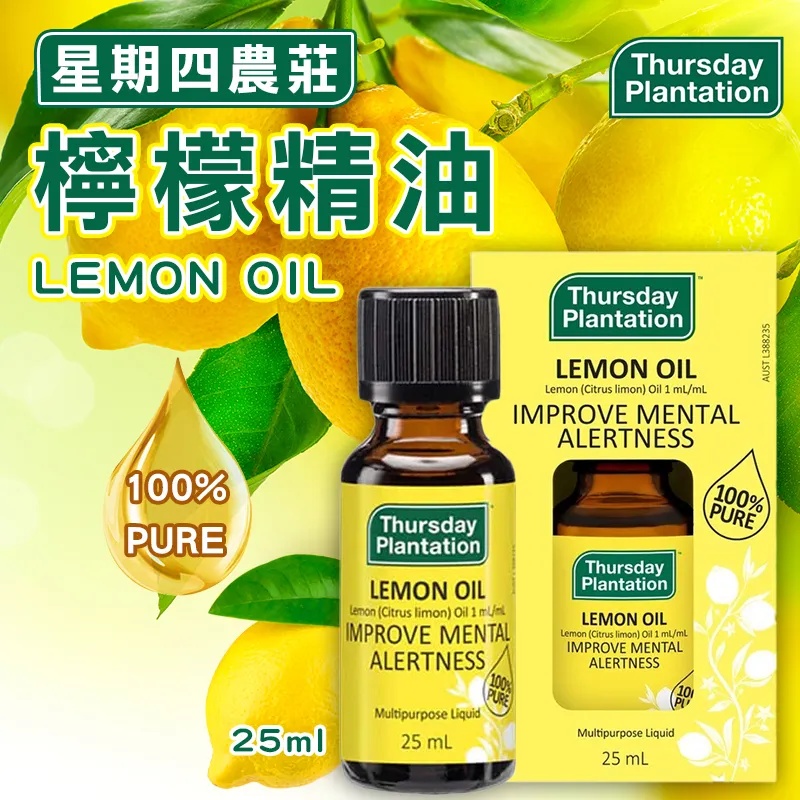 星期四農莊
Thursday
Plantation
檸檬精油
LEMON OIL
100%
PURE
25ml
Thursday
Plantation
LEMON OIL
Lemon (Citrus limon) Oil 1 mL/mL
IMPROVE MENTAL
ALERTNESS
100%
PURE
Multipurpose Liquid
25 mL
Thursday
Plantation™
AUST L388235
LEMON OIL
Lemon (Citrus limon) Oil 1 mL/mL
IMPROVE MENTAL
ALERTNESS
100%
PURE
Thursday
Plantation
LEMON OIL
Lemon (Citrus limon) Oil 1 mL/mL
IMPROVE MENTAL
ALERTNESS
Multipurpose Liquid
25 mL